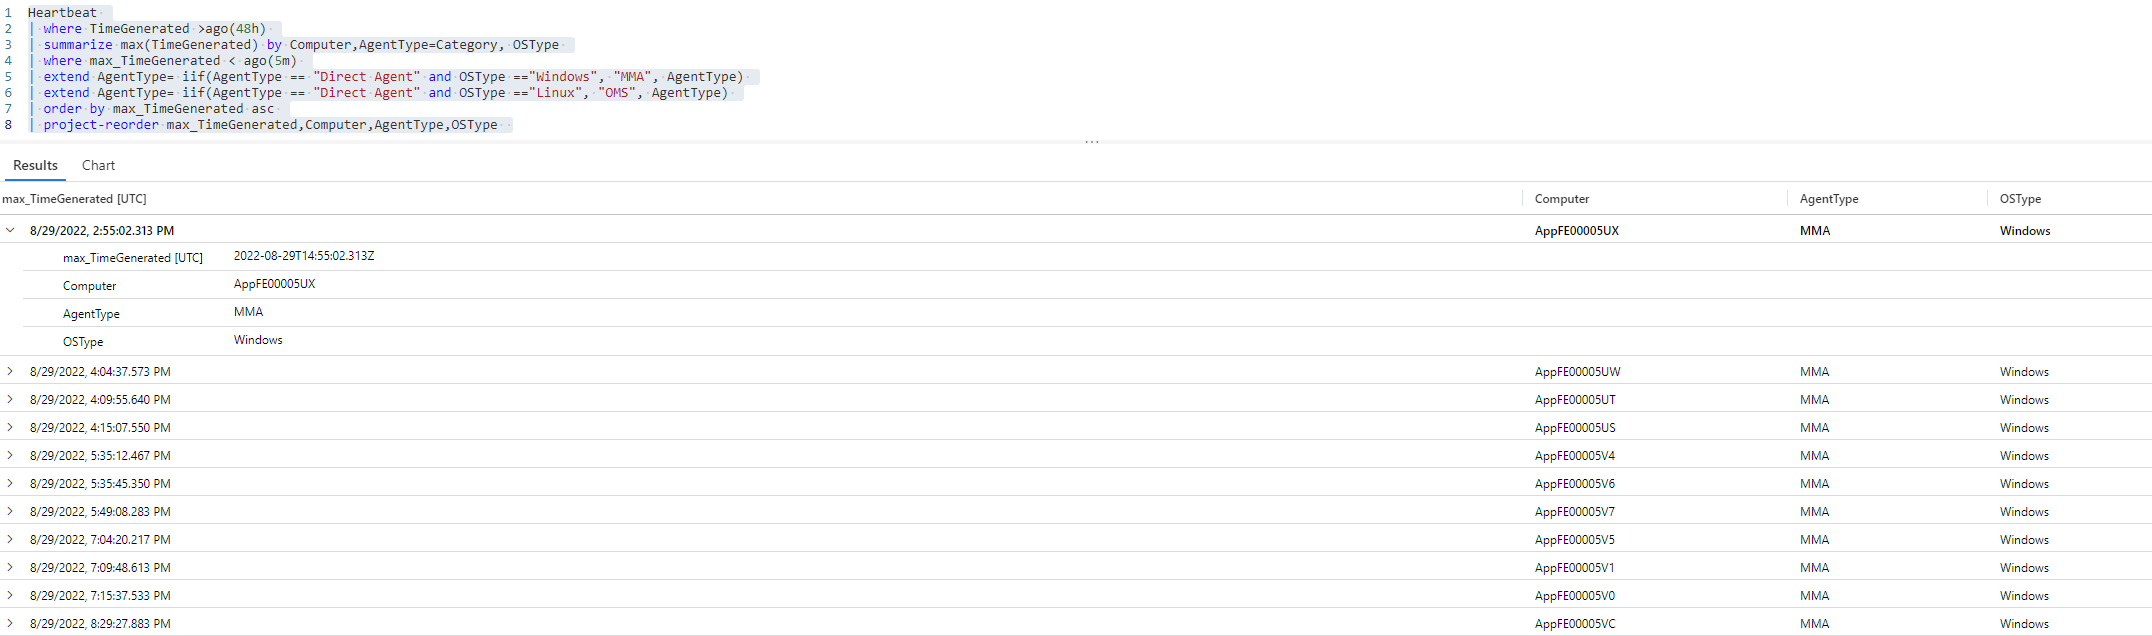 1 Heartbeat
2 | where TimeGenerated >ago(48h)
3 | summarize max(TimeGenerated) by Computer,AgentType=Category, OSType
4 | where max_TimeGenerated < ago(5m)
5 | extend AgentType= iif(AgentType == "Direct Agent" and OSType =="Windows", "MMA", AgentType)
6 | extend AgentType= iif(AgentType == "Direct Agent" and OSType =="Linux", "OMS", AgentType)
7 | order by max_TimeGenerated asc
8 | project-reorder max_TimeGenerated,Computer,AgentType,OSType
...
Results Chart
max_TimeGenerated [UTC] Computer AgentType OSType
8/29/2022, 2:55:02.313 PM AppFE00005UX MMA Windows
max_TimeGenerated [UTC] 2022-08-29T14:55:02.313Z
Computer AppFE00005UX
AgentType MMA
OSType Windows
8/29/2022, 4:04:37.573 PM AppFE00005UW MMA Windows
8/29/2022, 4:09:55.640 PM AppFE00005UT MMA Windows
8/29/2022, 4:15:07.550 PM AppFE00005US MMA Windows
8/29/2022, 5:35:12.467 PM AppFE00005V4 MMA Windows
8/29/2022, 5:35:45.350 PM AppFE00005V6 MMA Windows
8/29/2022, 5:49:08.283 PM AppFE00005V7 MMA Windows
8/29/2022, 7:04:20.217 PM AppFE00005V5 MMA Windows
8/29/2022, 7:09:48.613 PM AppFE00005V1 MMA Windows
8/29/2022, 7:15:37.533 PM AppFE00005V0 MMA Windows
8/29/2022, 8:29:27.883 PM AppFE00005VC MMA Windows